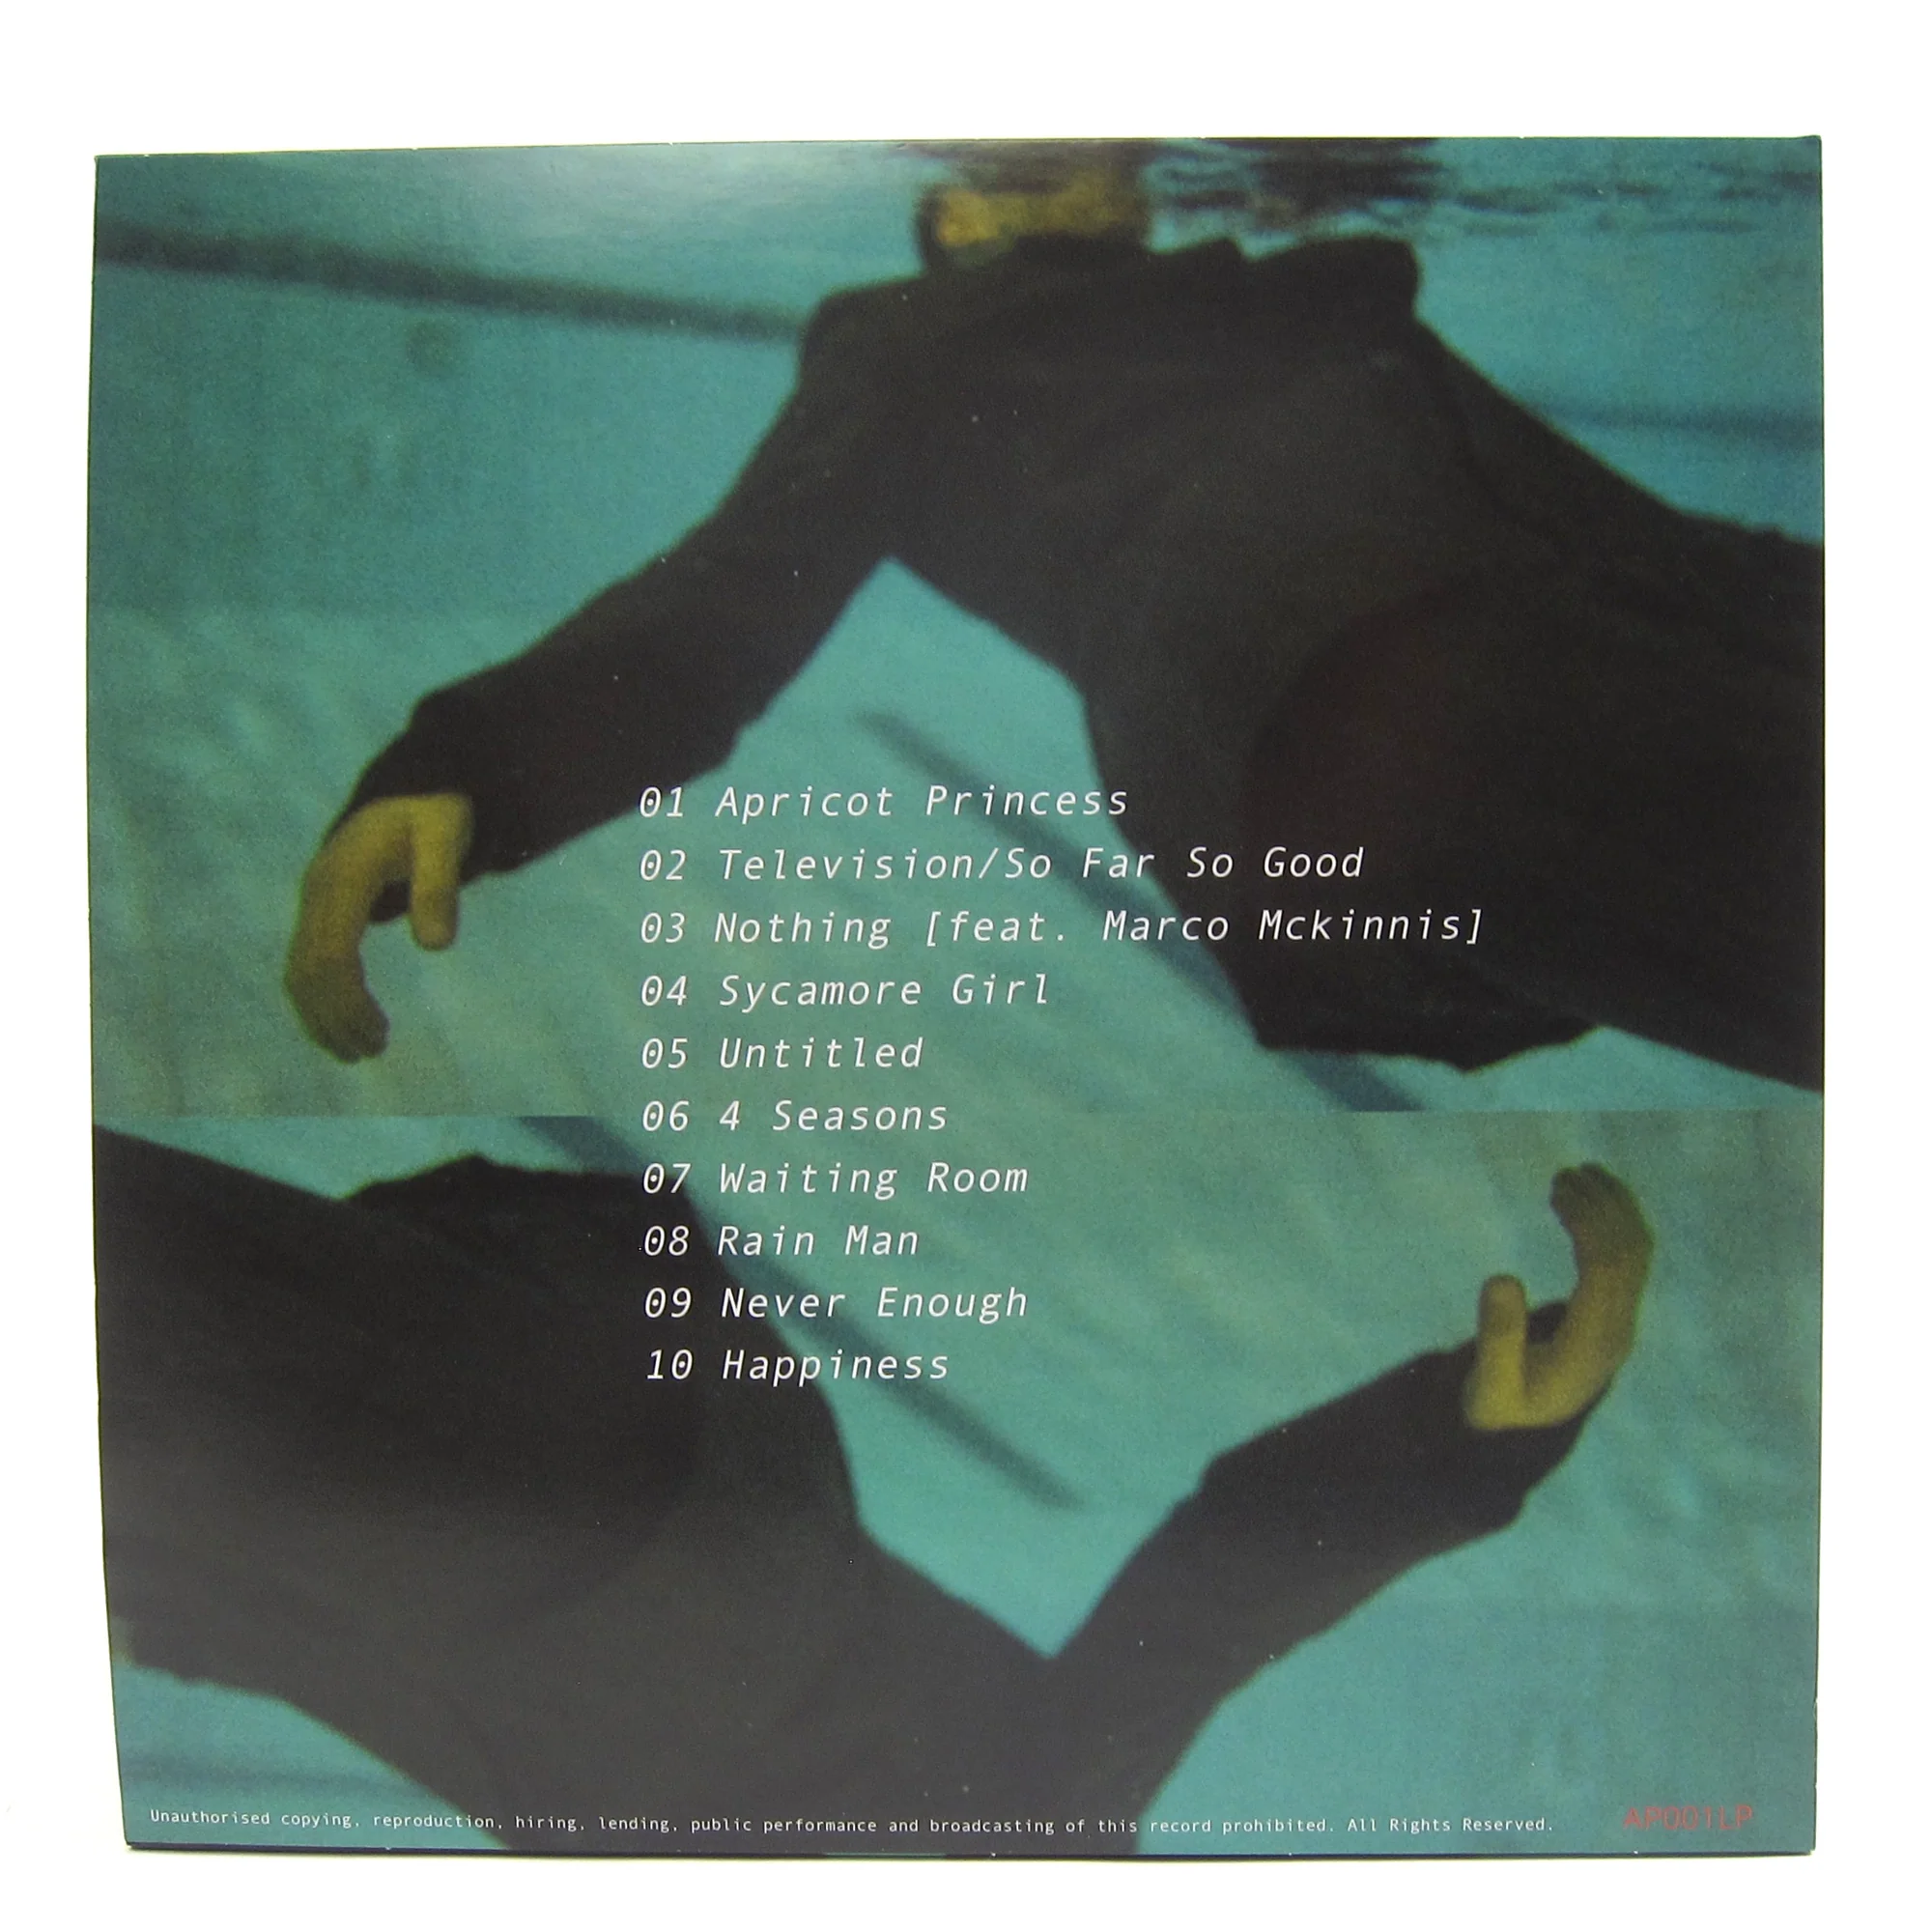 01 Apricot Princess
02 Television/So Far So Good
03 Nothing [feat. Marco Mckinnis]
04 Sycamore Girl
05 Untitled
06 4 Seasons
07 Waiting Room
08 Rain Man
09 Never Enough
10 Happiness
Unauthorised copying, reproduction, hiring, lending, public performance and broadcasting of this record prohibited. All Rights Reserved.
AP001LP